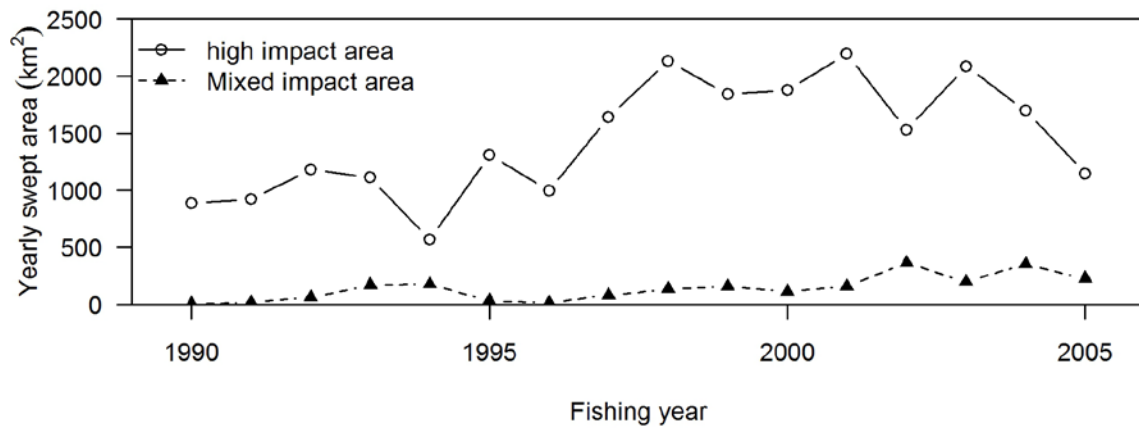 Yearly swept area (km²)
2500
2000
1500
1000
500
0
high impact area
Mixed impact area
1990
1995
2000
2005
Fishing year